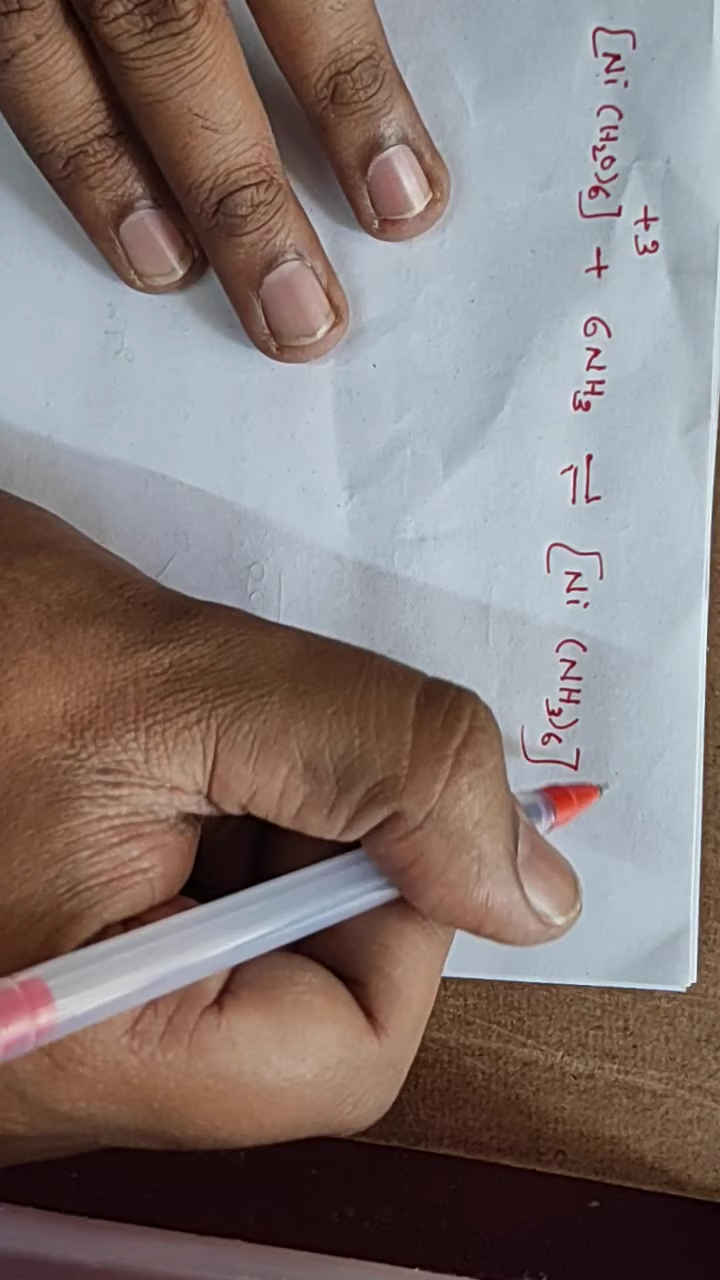 [Ni (H₂O)₆]⁺³ + 6NH₃ ⇌ [Ni (NH₃)₆]